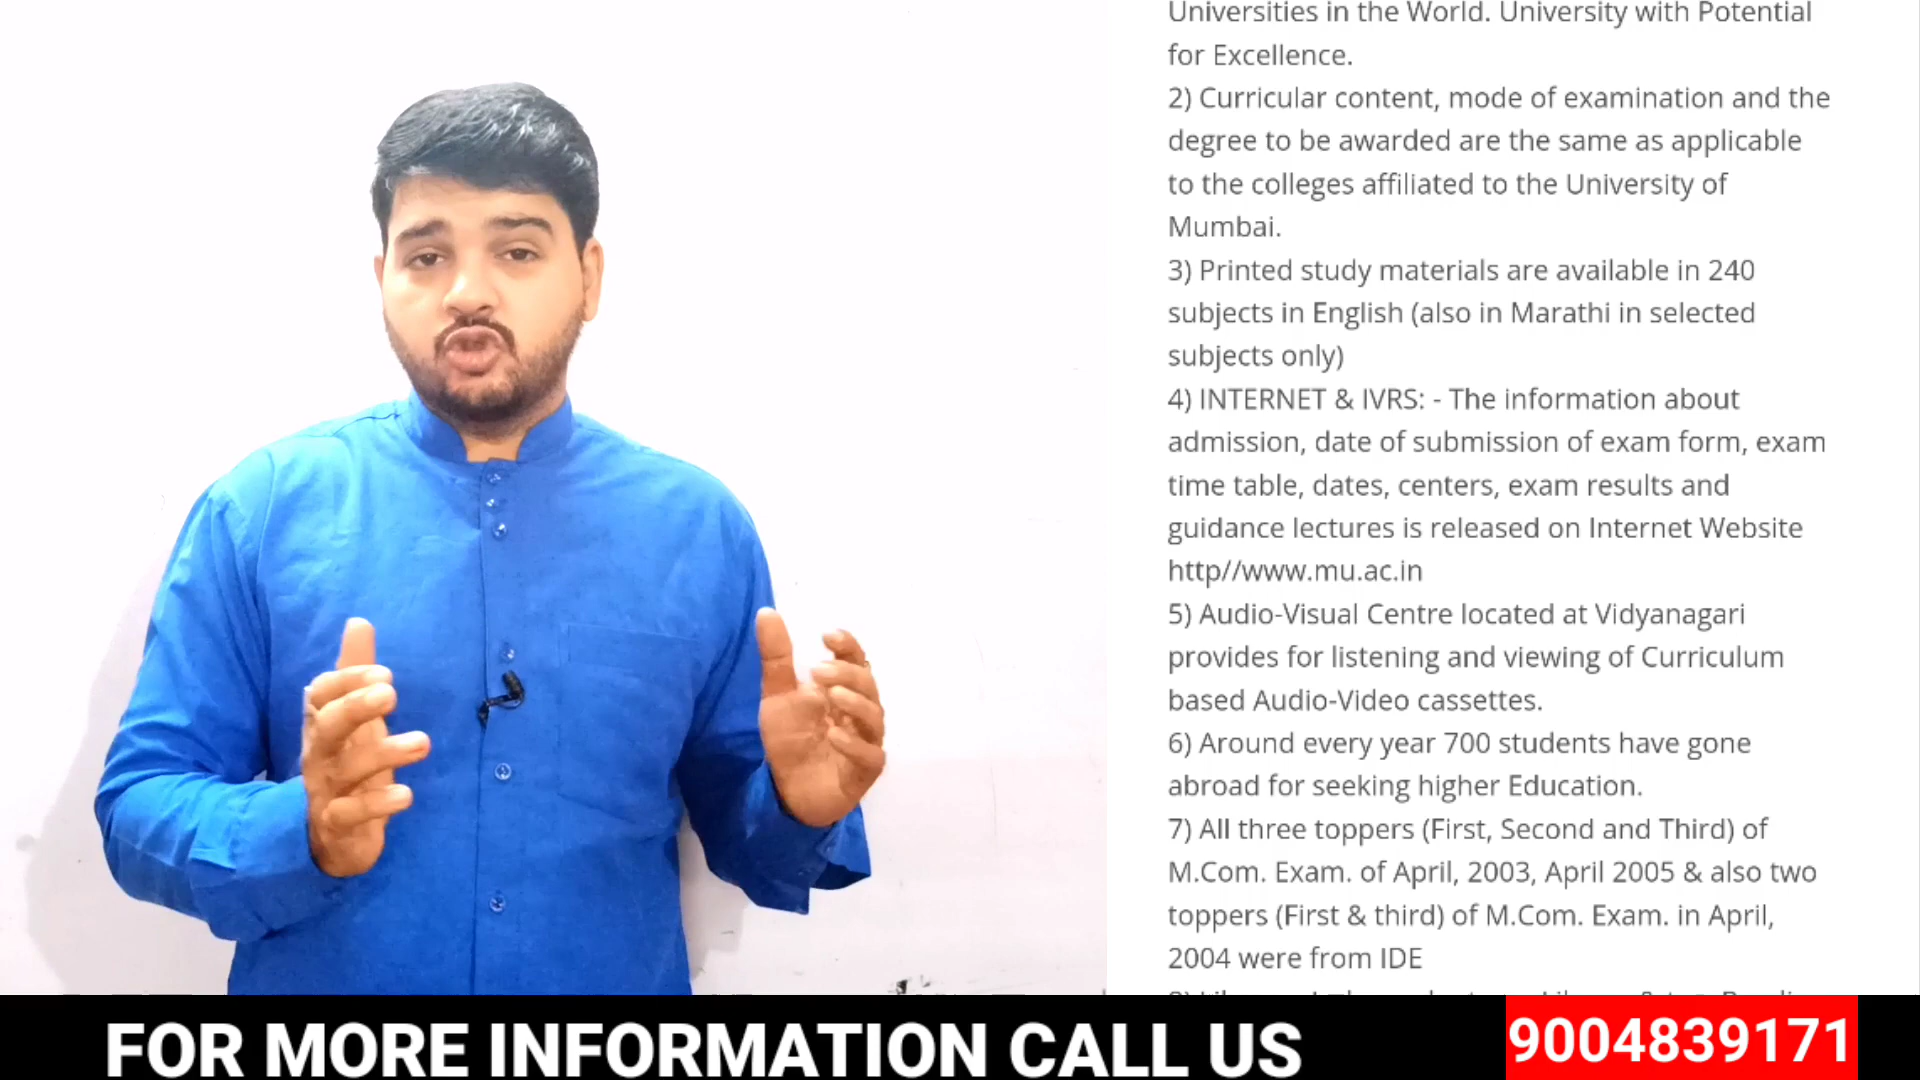 Universities in the World. University with Potential
for Excellence.
2) Curricular content, mode of examination and the
degree to be awarded are the same as applicable
to the colleges affiliated to the University of
Mumbai.
3) Printed study materials are available in 240
subjects in English (also in Marathi in selected
subjects only)
4) INTERNET & IVRS: - The information about
admission, date of submission of exam form, exam
time table, dates, centers, exam results and
guidance lectures is released on Internet Website
http//www.mu.ac.in
5) Audio-Visual Centre located at Vidyanagari
provides for listening and viewing of Curriculum
based Audio-Video cassettes.
6) Around every year 700 students have gone
abroad for seeking higher Education.
7) All three toppers (First, Second and Third) of
M.Com. Exam. of April, 2003, April 2005 & also two
toppers (First & third) of M.Com. Exam. in April,
2004 were from IDE
FOR MORE INFORMATION CALL US
9004839171